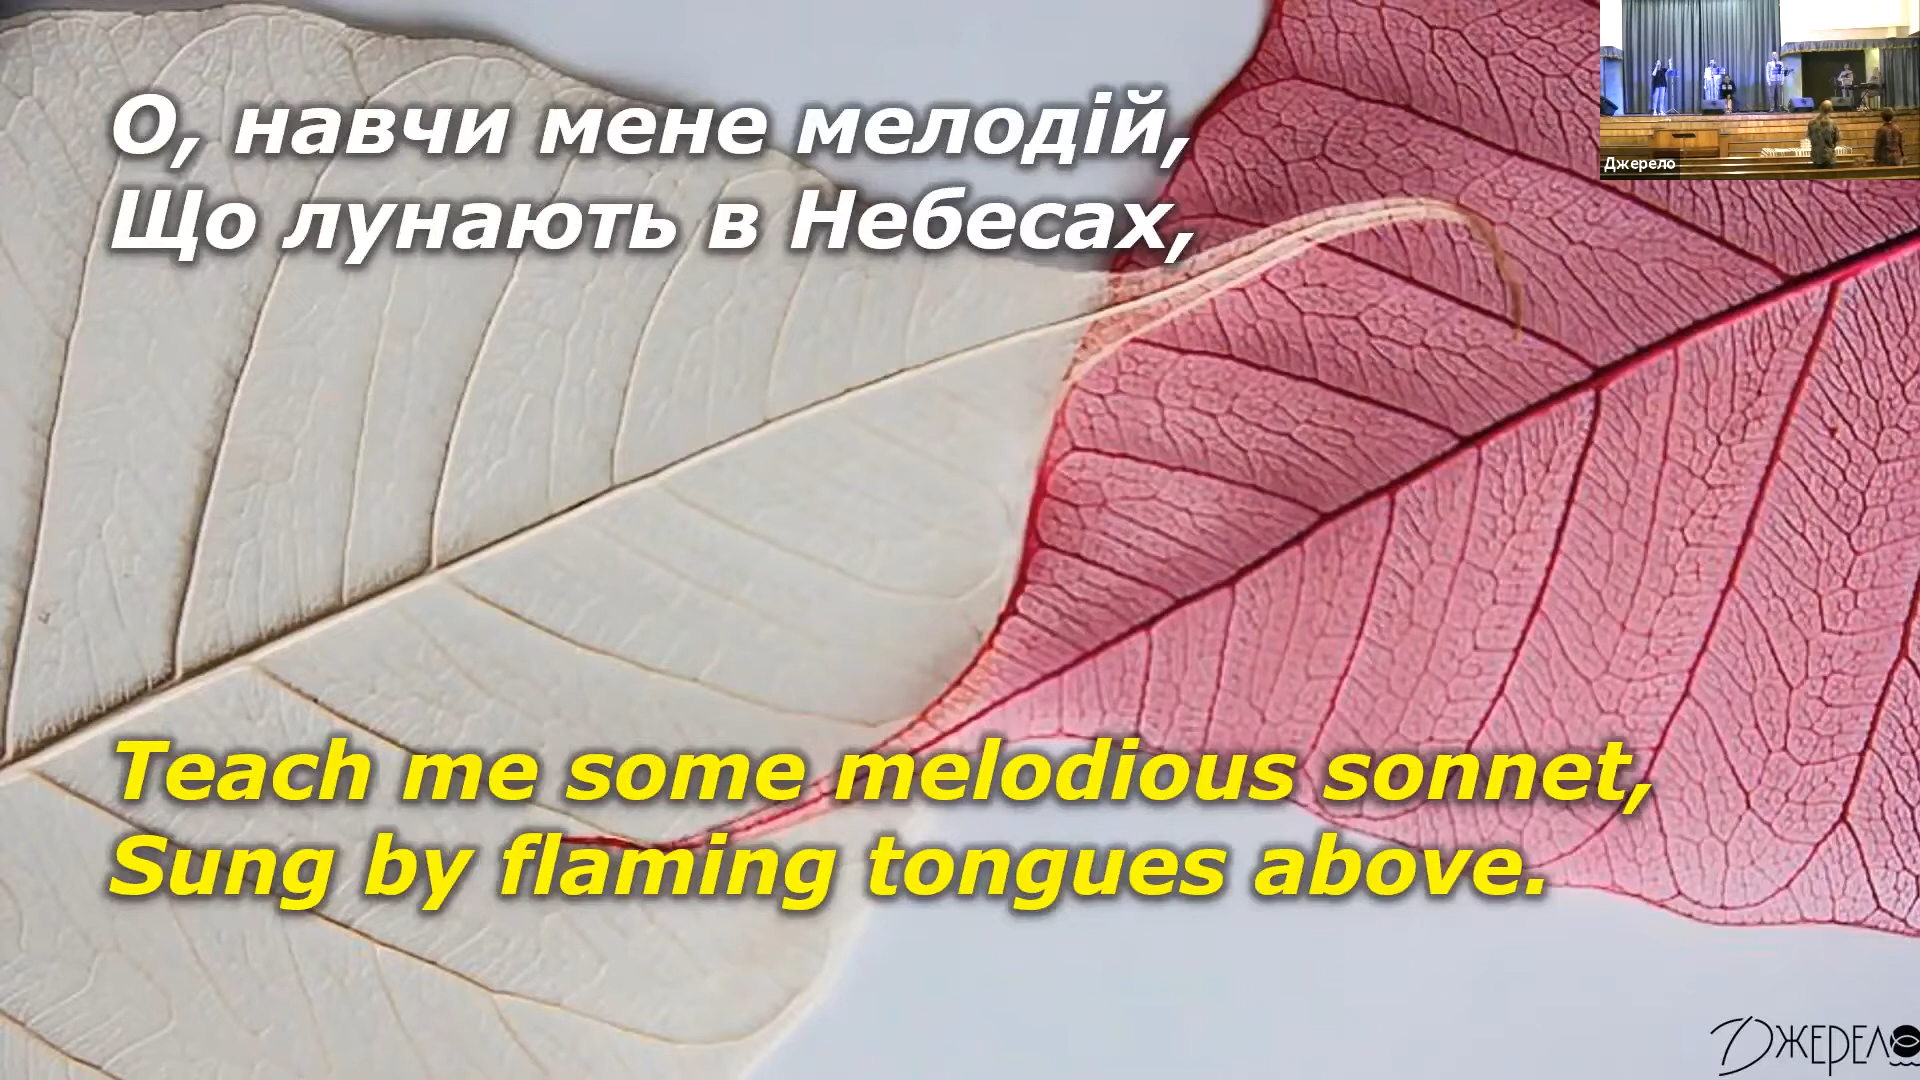 О, навчи мене мелодій,
Що лунають в Небесах,
Джерело
Teach me some melodious sonnet,
Sung by flaming tongues above.
Джерело